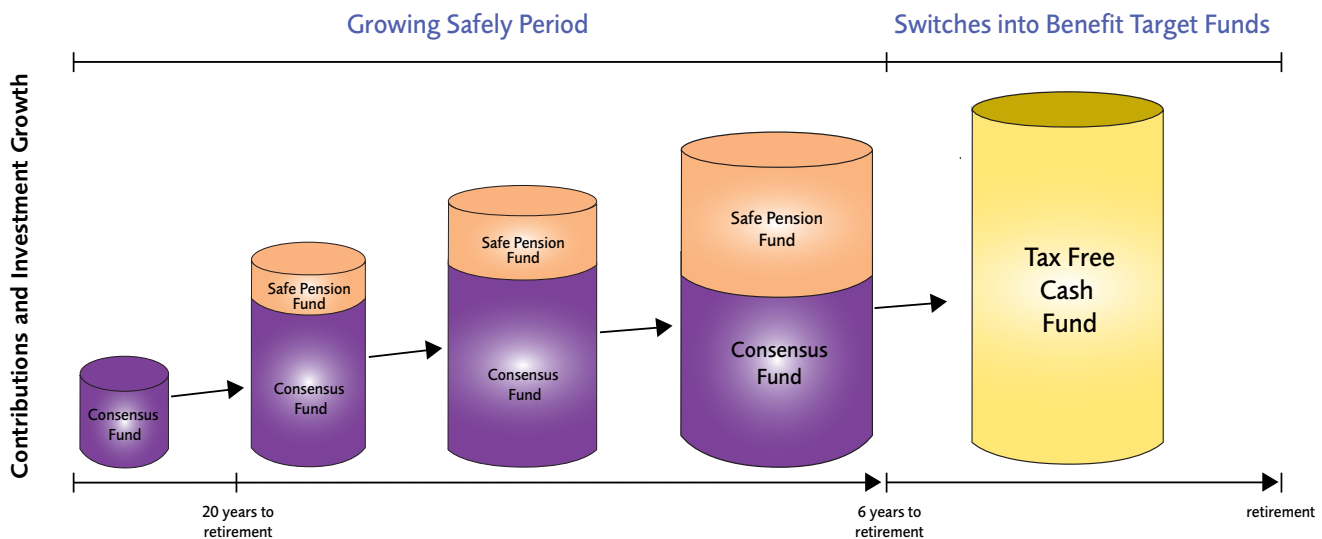 Growing Safely Period
Switches into Benefit Target Funds
Contributions and Investment Growth
Consensus
Fund
Safe Pension
Fund
Consensus
Fund
Safe Pension
Fund
Consensus
Fund
Safe Pension
Fund
Consensus
Fund
Tax Free
Cash
Fund
20 years to
retirement
6 years to
retirement
retirement